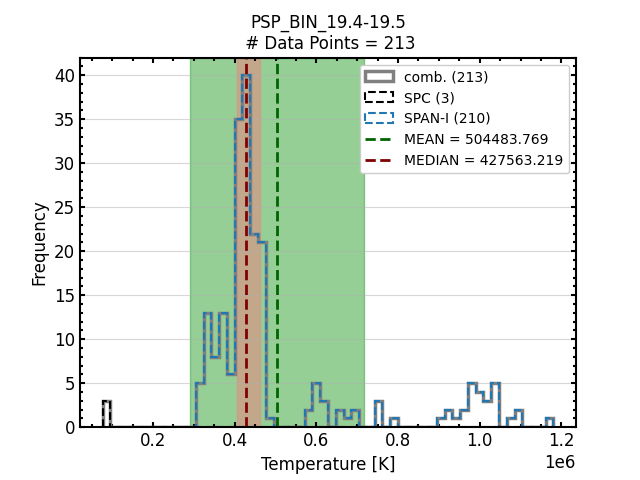 PSP_BIN_19.4-19.5
# Data Points = 213
comb. (213)
SPC (3)
SPAN-I (210)
MEAN = 504483.769
MEDIAN = 427563.219
Frequency
40
35
30
25
20
15
10
5
0
0.2 0.4 0.6 0.8 1.0 1.2
1e6
Temperature [K]